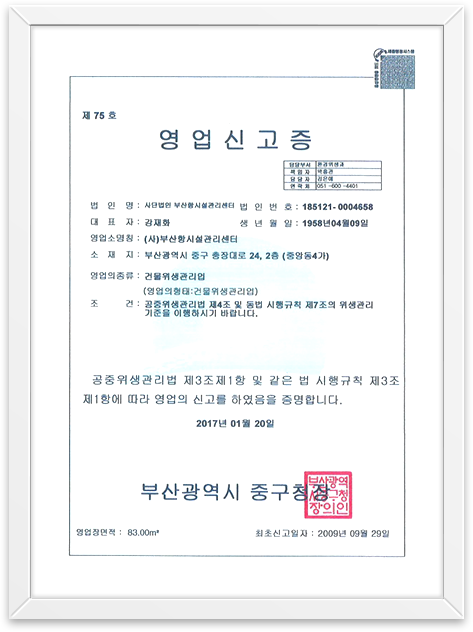 제 75 호
영업신고증
담당부서 환경위생과
책 임 자 박흥관
담 당 자 김은혜
연 락 처 051-000-4401
법 인 명 : 사단법인 부산항시설관리센터 법 인 번 호 : 185121-0004658
대 표 자 : 강재화 생 년 월 일 : 1958년04월09일
영업소명칭 : (사)부산항시설관리센터
소 재 지 : 부산광역시 중구 충장대로 24, 2층 (중앙동4가)
영업의종류 : 건물위생관리업
(영업의형태:건물위생관리업)
조 건 : 공중위생관리법 제4조 및 동법 시행규칙 제7조의 위생관리
기준을 이행하시기 바랍니다.
공중위생관리법 제3조제1항 및 같은 법 시행규칙 제3조
제1항에 따라 영업의 신고를 하였음을 증명합니다.
2017년 01월 20일
부산광역시 중구청장
부산광역
시중구청
장의인
영업장면적 : 83.00m² 최초신고일자 : 2009년 09월 29일